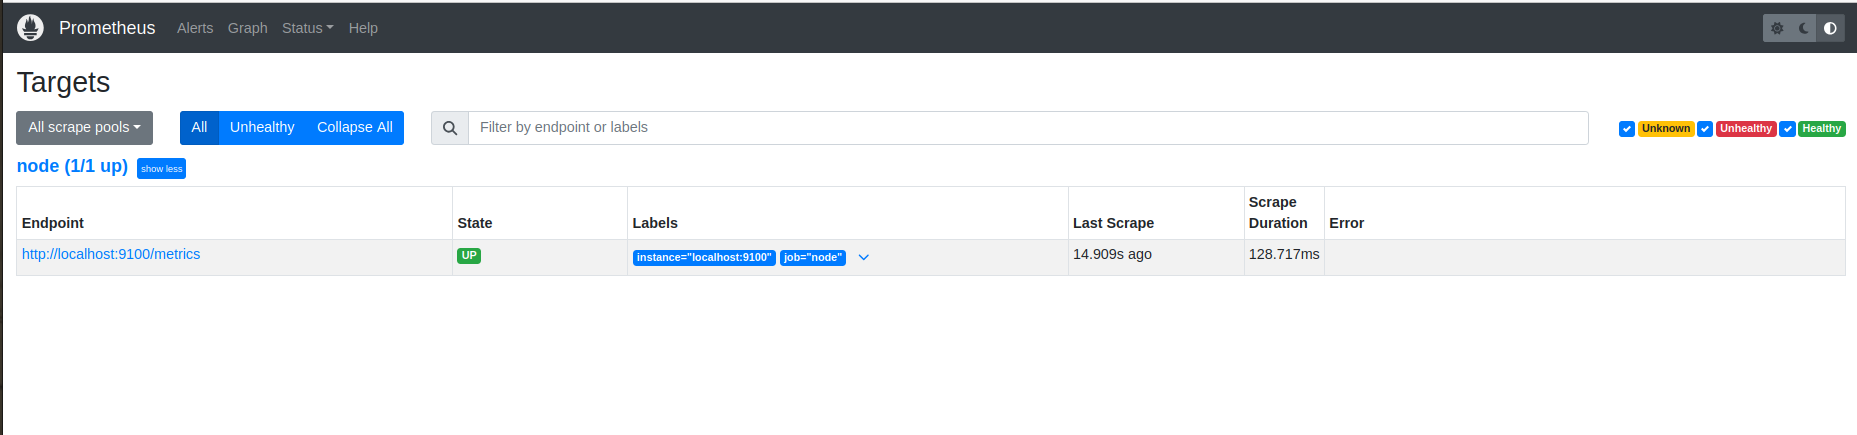 Prometheus Alerts Graph Status Help
Targets
All scrape pools All Unhealthy Collapse All Filter by endpoint or labels Unknown Unhealthy Healthy
node (1/1 up) show less
Endpoint State Labels Last Scrape Scrape Duration Error
http://localhost:9100/metrics UP instance="localhost:9100" job="node" 14.909s ago 128.717ms